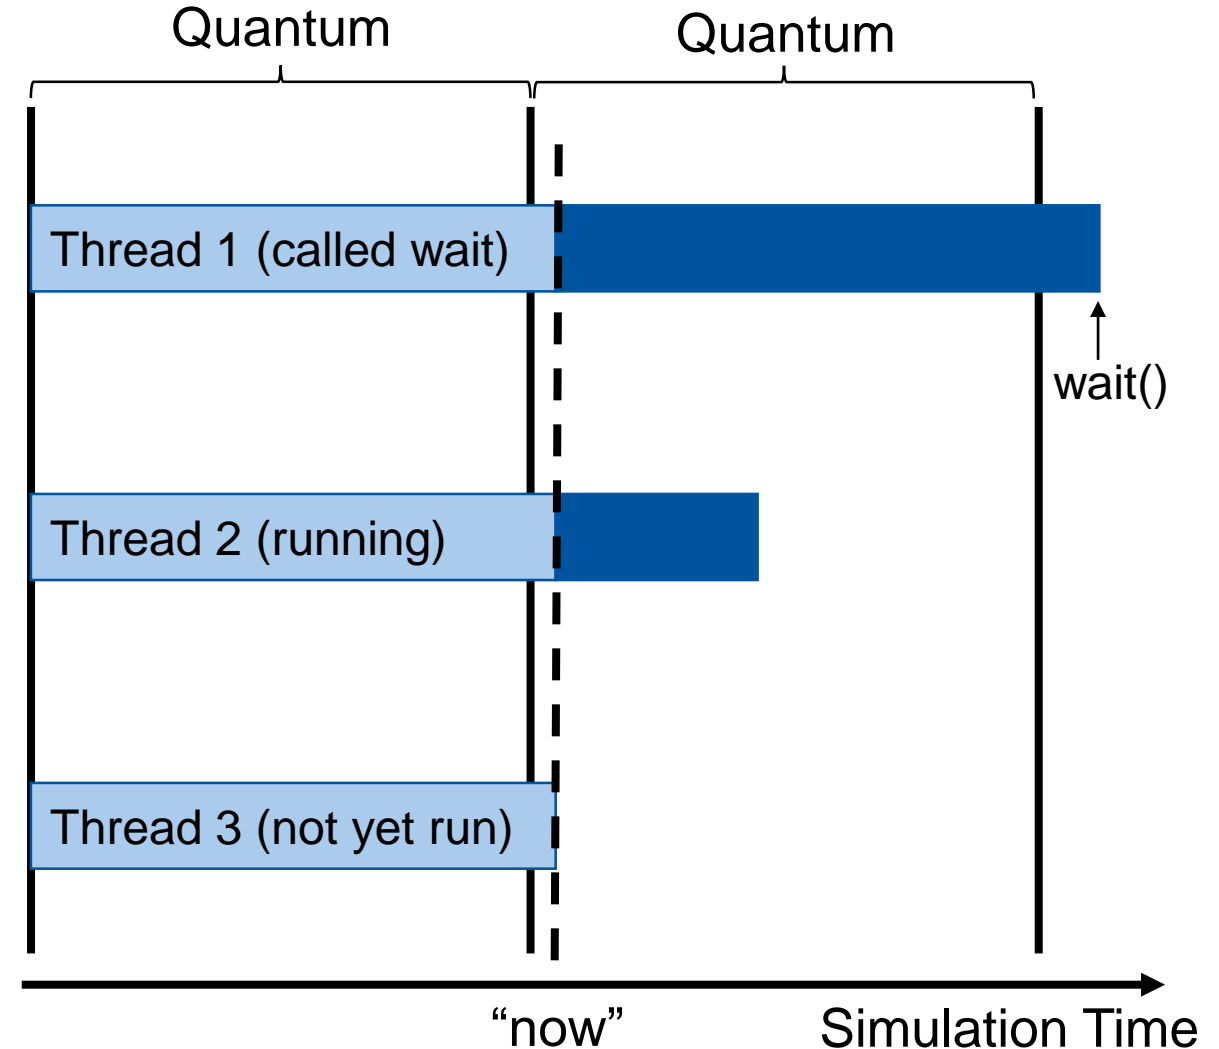 Quantum
Quantum
Thread 1 (called wait)
wait()
Thread 2 (running)
Thread 3 (not yet run)
“now”
Simulation Time